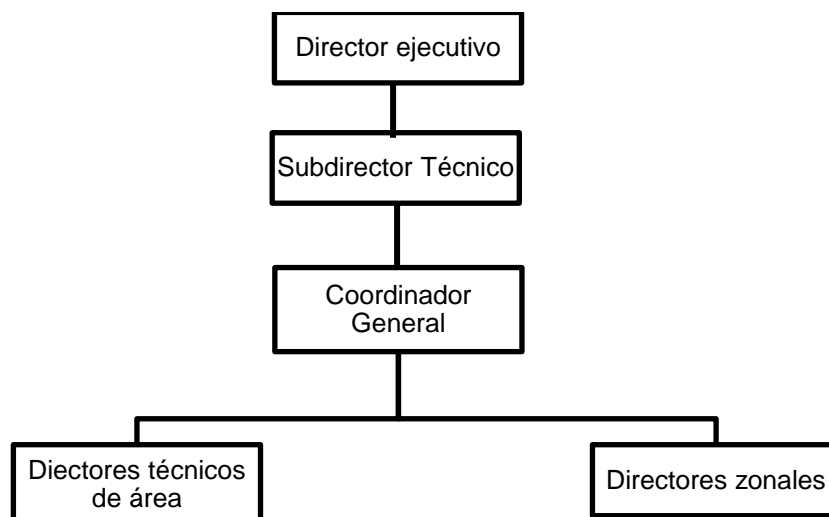 Director ejecutivo
Subdirector Técnico
Coordinador
General
Diectores técnicos
de área
Directores zonales